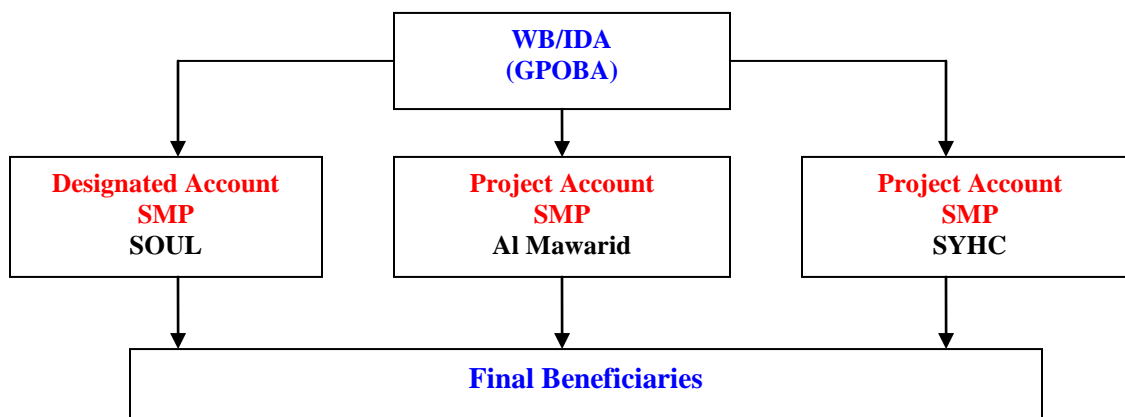 WB/IDA
(GPOBA)
Designated Account
SMP
SOUL
Project Account
SMP
Al Mawarid
Project Account
SMP
SYHC
Final Beneficiaries